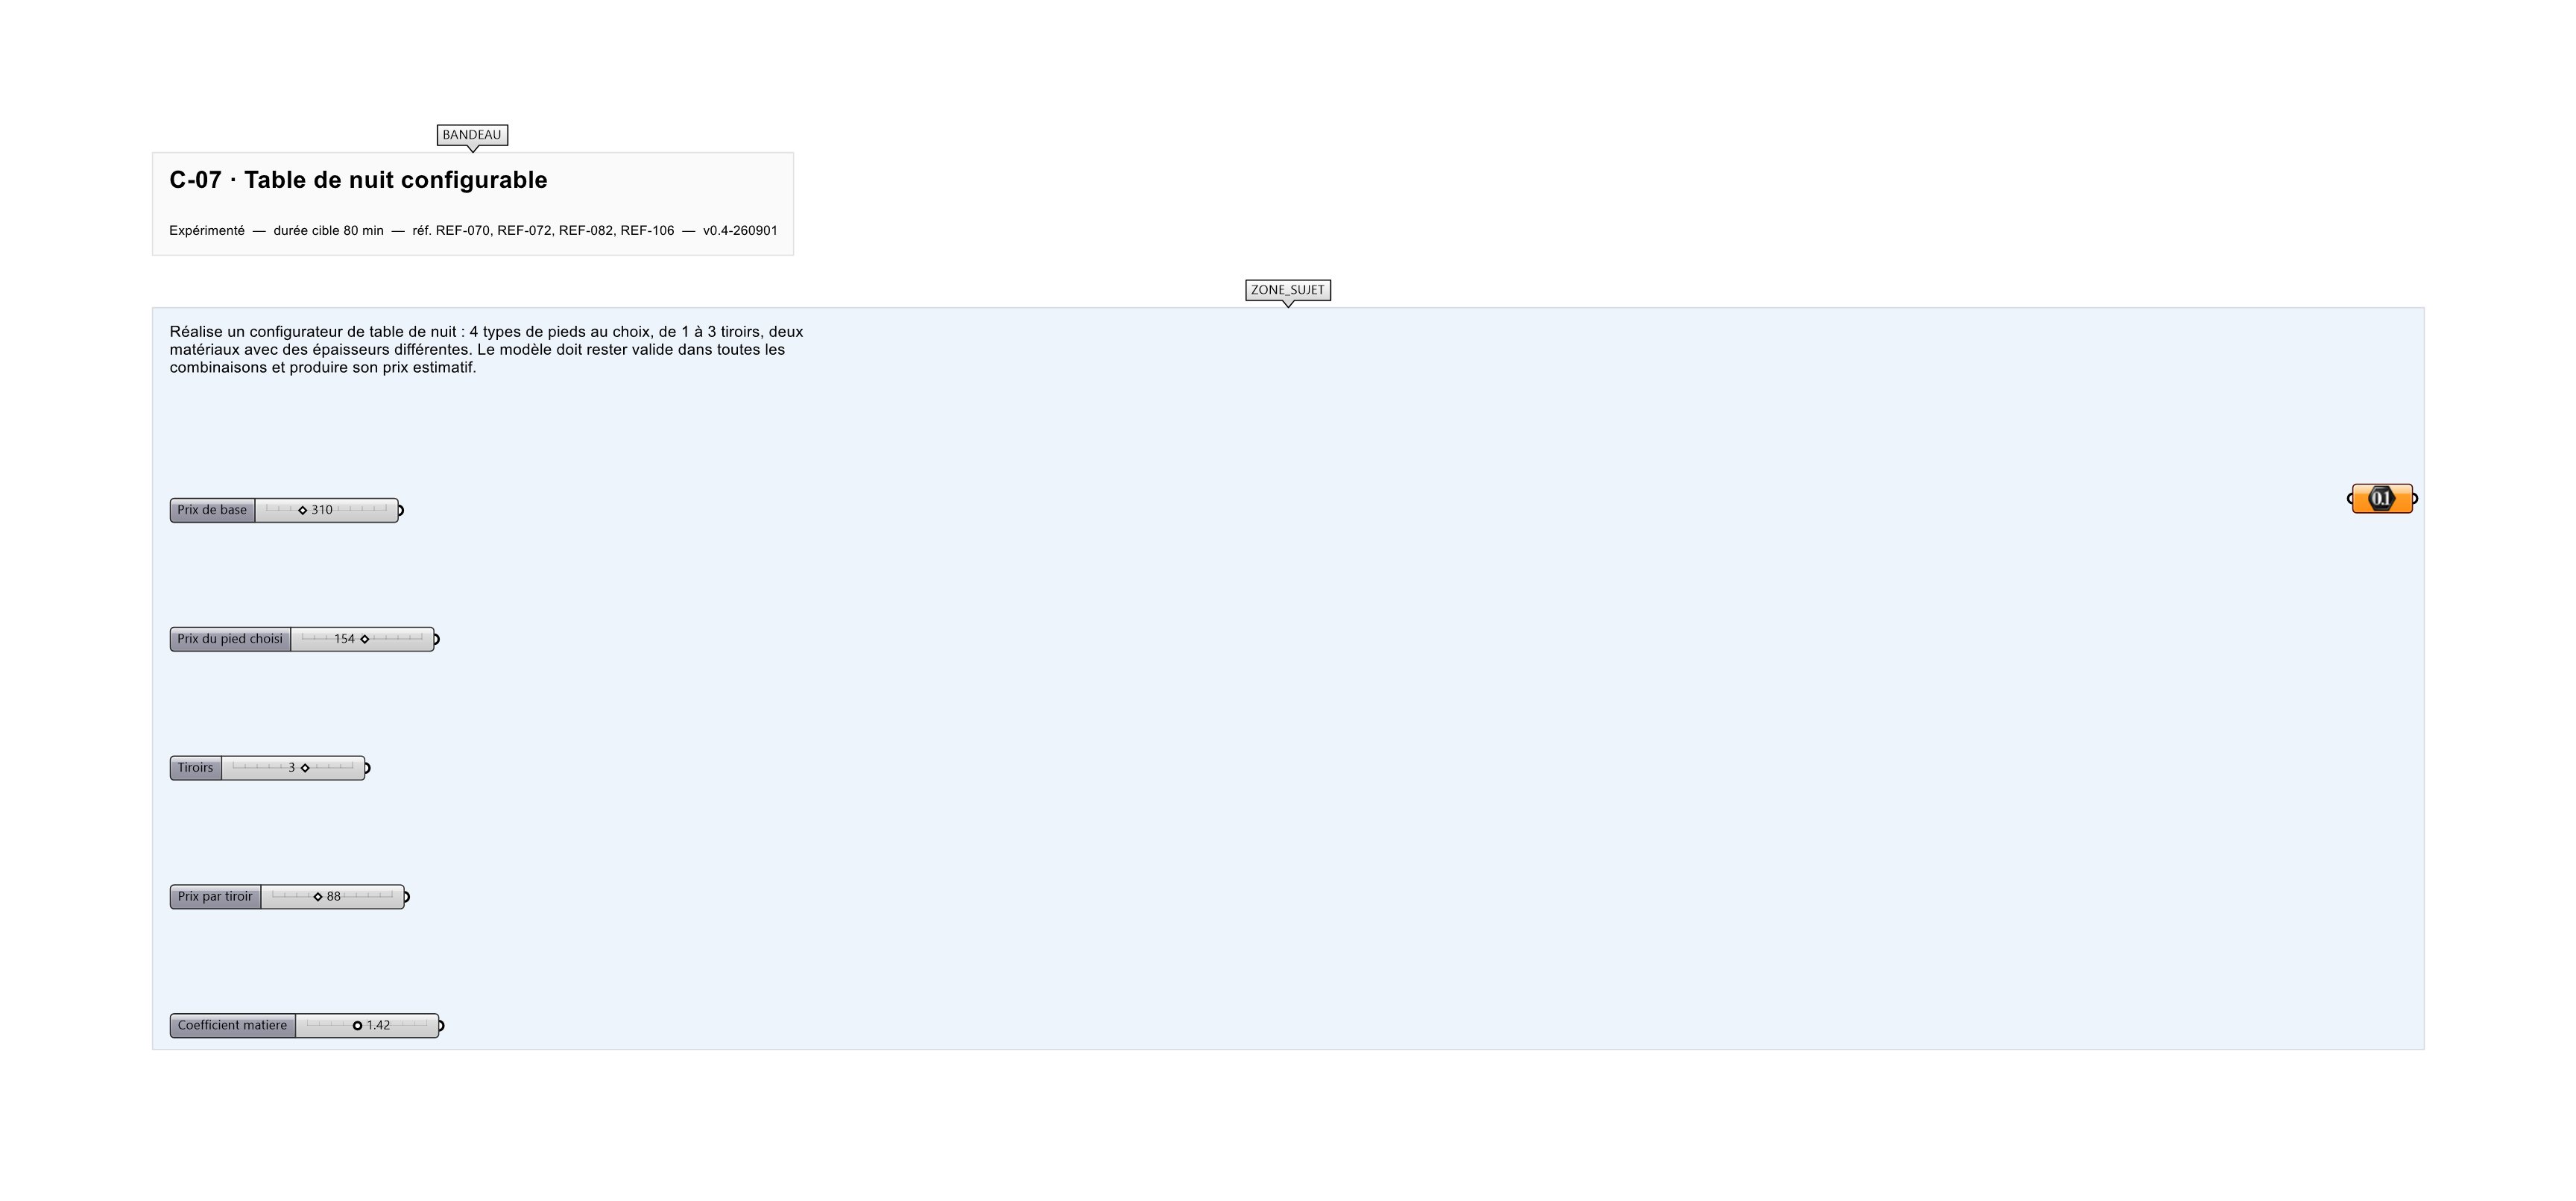 BANDEAU
C-07 · Table de nuit configurable
Expérimenté — durée cible 80 min — réf. REF-070, REF-072, REF-082, REF-106 — v0.4-260901
ZONE_SUJET
Réalise un configurateur de table de nuit : 4 types de pieds au choix, de 1 à 3 tiroirs, deux
matériaux avec des épaisseurs différentes. Le modèle doit rester valide dans toutes les
combinaisons et produire son prix estimatif.
0.1
Prix de base 310
Prix du pied choisi 154
Tiroirs 3
Prix par tiroir 88
Coefficient matiere 1.42